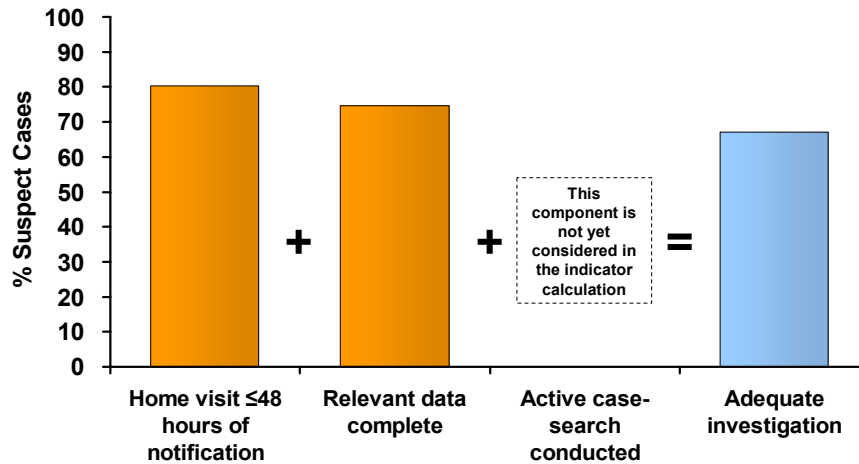 100
90
80
70
60
50
40
30
20
10
0
% Suspect Cases
+
+
This
component is
not yet
considered in
the indicator
calculation
=
Home visit ≤48
hours of
notification
Relevant data
complete
Active case-
search
conducted
Adequate
investigation